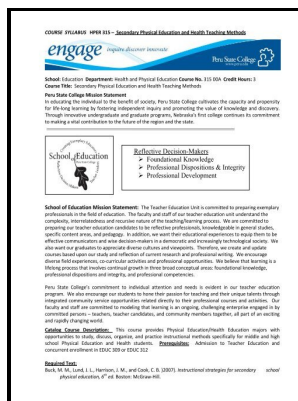 COURSE SYLLABUS HPER 315 – Secondary Physical Education and Health Teaching Methods
engage inquire discover innovate
Peru State College
School: Education Department: Health and Physical Education Course No. 315 00A Credit Hours: 3
Course Title: Secondary Physical Education and Health Teaching Methods
Peru State College Mission Statement
In educating the individual to the benefit of society, Peru State College cultivates the capacity and propensity
for life-long learning by fostering independent inquiry and promoting the value of knowledge and discovery.
Through innovative undergraduate and graduate programs, Nebraska's first college continues its commitment
to making a vital contribution to the future of the region and the state.
School of Education
Reflective Decision-Makers
➢ Foundational Knowledge
➢ Professional Dispositions & Integrity
➢ Professional Development
School of Education Mission Statement: The Teacher Education Unit is committed to preparing exemplary
professionals in the field of education. The faculty and staff of our teacher education unit understand the
complexity, interrelatedness and recursive nature of the teaching/learning process. We are committed to
preparing our teacher education candidates to be reflective professionals, knowledgeable in general studies,
specific content areas, and pedagogy. In addition, we want their educational experiences to equip them to be
effective communicators and wise decision-makers in a democratic and increasingly technological society. We
also want our graduates to appreciate diverse cultures and viewpoints. Therefore, we create and update
courses based upon our study and reflection of current research and professional writing. We encourage
diverse field experiences, co-curricular activities and professional opportunities. We believe that learning is a
lifelong process that involves continual growth in three broad conceptual areas: foundational knowledge,
professional dispositions and integrity, and professional competencies.
Peru State College's commitment to individual attention and needs is evident in our teacher education
program. We also encourage our students to hone their passion for teaching and their unique talents through
integrated community service opportunities related directly to their professional courses and activities. Our
faculty and staff are committed to modeling that learning is an ongoing, challenging enterprise engaged in by
committed persons – teachers, teacher candidates, and community members together, all part of an exciting
and rapidly changing world.
Catalog Course Description: This course provides Physical Education/Health Education majors with
opportunities to study, discuss, organize, and practice instructional methods specifically for middle and high
school Physical Education and Health students. Prerequisites: Admission to Teacher Education and
concurrent enrollment in EDUC 309 or EDUC 312
Required Text:
Buck, M. M., Lund, J. L., Harrison, J. M., and Cook, C. B. (2007). Instructional strategies for secondary school
physical education, 6th ed. Boston: McGraw-Hill.